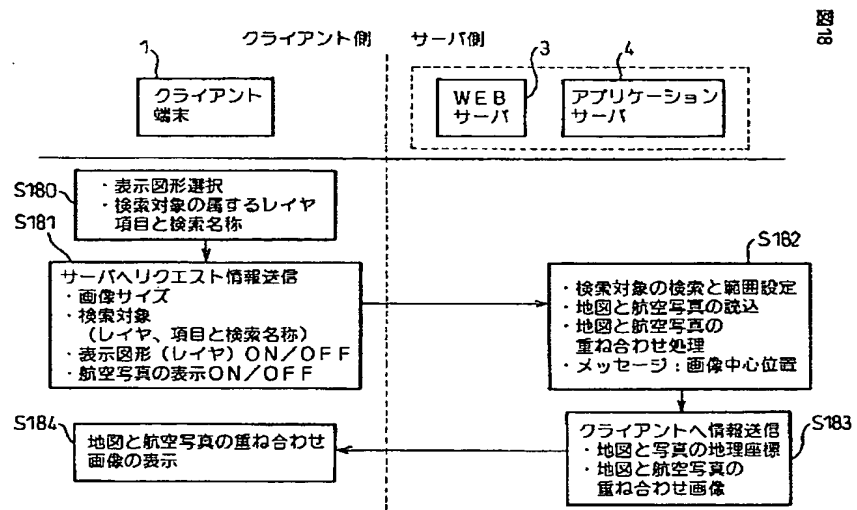 図18
クライアント側
サーバ側
1
3
4
クライアント
端末
WEB
サーバ
アプリケーション
サーバ
S180
・表示図形選択
・検索対象の属するレイヤ
項目と検索名称
S181
サーバへリクエスト情報送信
・画像サイズ
・検索対象
(レイヤ、項目と検索名称)
・表示図形(レイヤ)ON/OFF
・航空写真の表示ON/OFF
S182
・検索対象の検索と範囲設定
・地図と航空写真の読込
・地図と航空写真の
重ね合わせ処理
・メッセージ:画像中心位置
S183
クライアントへ情報送信
・地図と写真の地理座標
・地図と航空写真の
重ね合わせ画像
S184
地図と航空写真の重ね合わせ
画像の表示